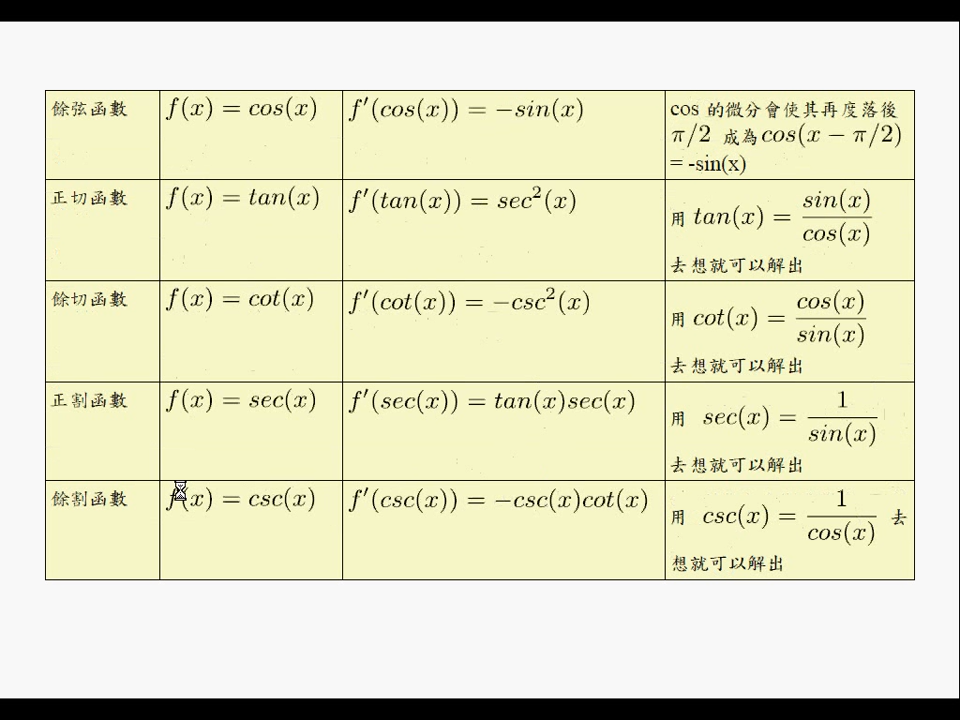 餘弦函數 f(x) = cos(x) f'(cos(x)) = −sin(x) cos 的微分會使其再度落後
π/2 成為 cos(x − π/2)
= -sin(x)
正切函數 f(x) = tan(x) f'(tan(x)) = sec²(x) 用 tan(x) = sin(x)/cos(x)
去想就可以解出
餘切函數 f(x) = cot(x) f'(cot(x)) = −csc²(x) 用 cot(x) = cos(x)/sin(x)
去想就可以解出
正割函數 f(x) = sec(x) f'(sec(x)) = tan(x)sec(x) 用 sec(x) = 1/sin(x)
去想就可以解出
餘割函數 f(x) = csc(x) f'(csc(x)) = −csc(x)cot(x) 用 csc(x) = 1/cos(x) 去
想就可以解出